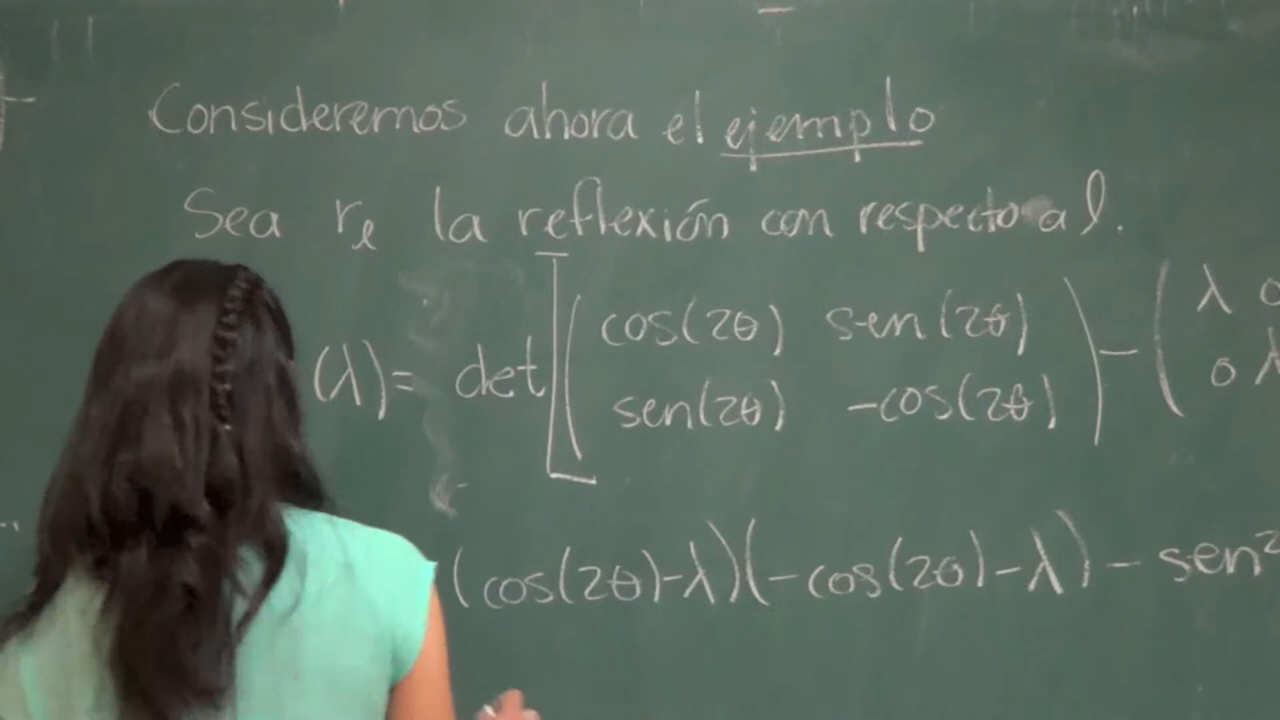 Consideremos ahora el ejemplo
Sea rₗ la reflexión con respecto a l.
(λ) = det [( cos(2θ) sen(2θ) ) - ( λ 0
sen(2θ) -cos(2θ) 0 λ
(cos(2θ)-λ)(-cos(2θ)-λ) - sen²